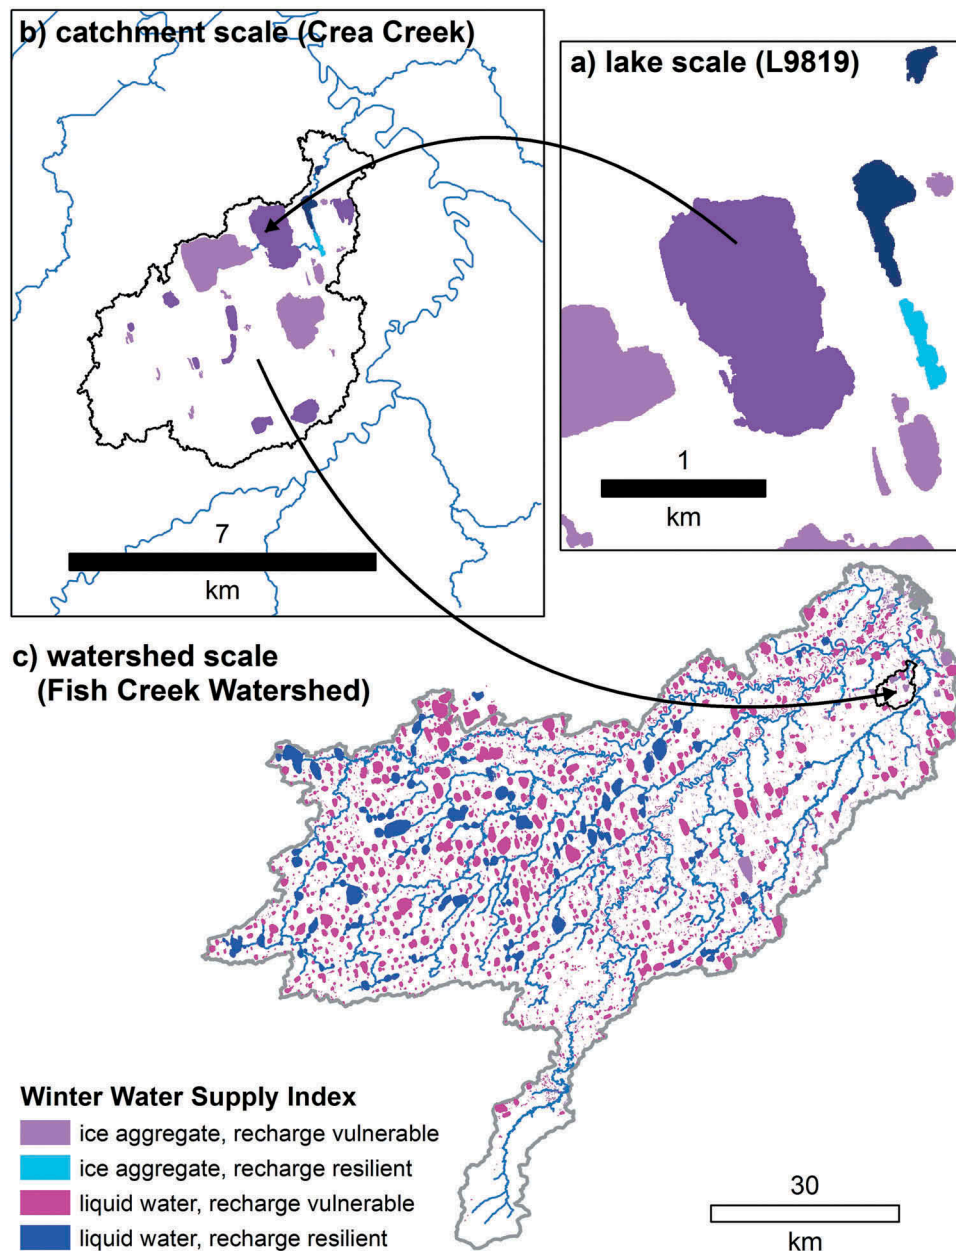 b) catchment scale (Crea Creek)
7
km
a) lake scale (L9819)
1
km
c) watershed scale
(Fish Creek Watershed)
Winter Water Supply Index
ice aggregate, recharge vulnerable
ice aggregate, recharge resilient
liquid water, recharge vulnerable
liquid water, recharge resilient
30
km